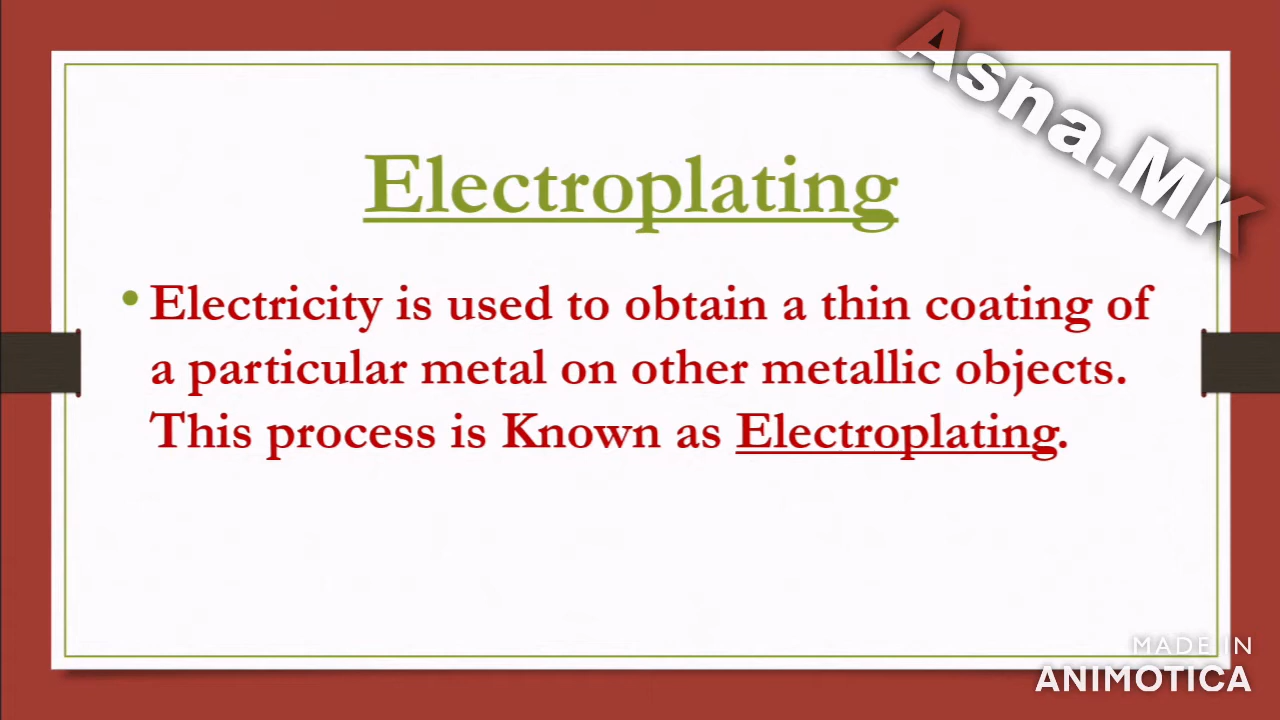 Asna.MK
Electroplating
• Electricity is used to obtain a thin coating of
a particular metal on other metallic objects.
This process is Known as Electroplating.
MADE IN
ANIMOTICA